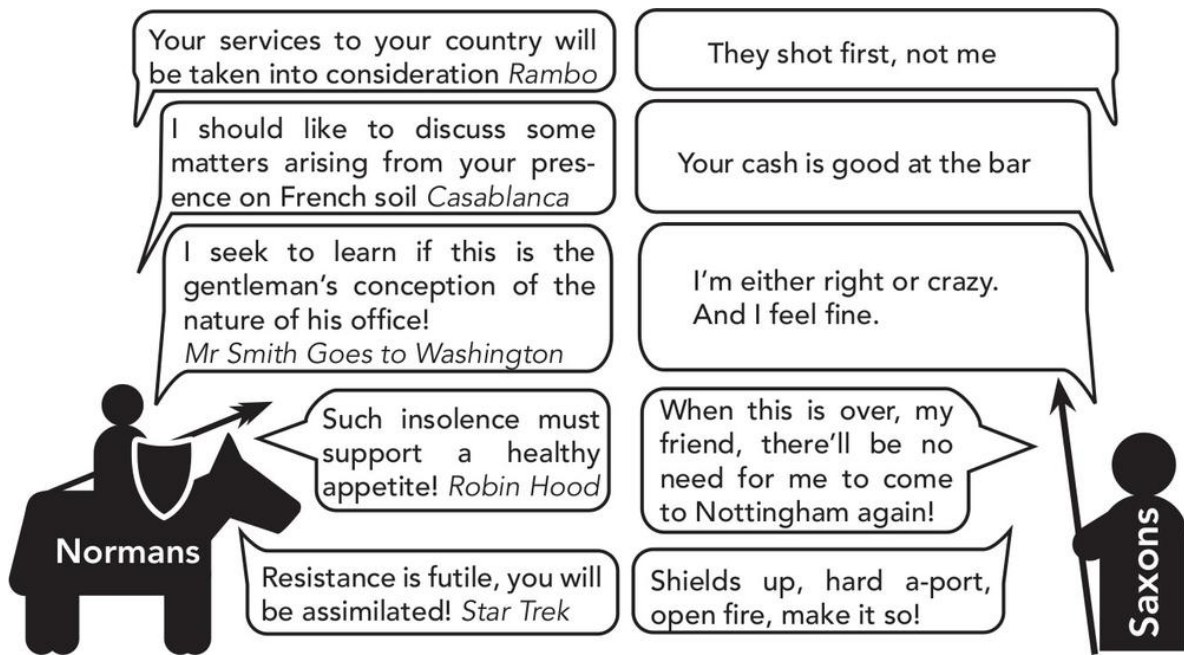 Your services to your country will
be taken into consideration Rambo
They shot first, not me
I should like to discuss some
matters arising from your pres-
ence on French soil Casablanca
Your cash is good at the bar
I seek to learn if this is the
gentleman’s conception of the
nature of his office!
Mr Smith Goes to Washington
I’m either right or crazy.
And I feel fine.
Such insolence must
support a healthy
appetite! Robin Hood
When this is over, my
friend, there’ll be no
need for me to come
to Nottingham again!
Resistance is futile, you will
be assimilated! Star Trek
Shields up, hard a-port,
open fire, make it so!
Normans
Saxons